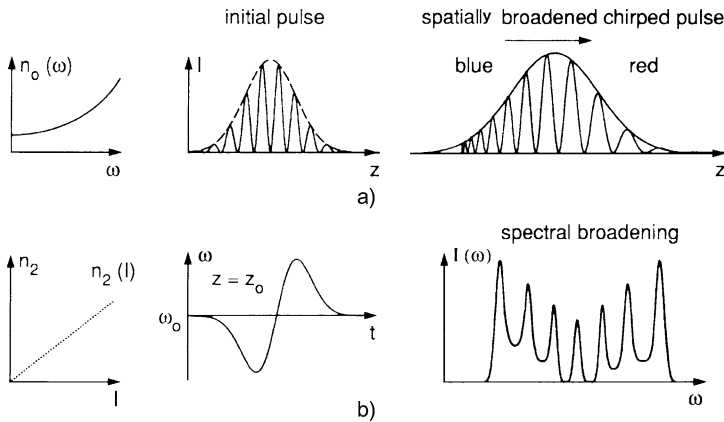 initial pulse
spatially broadened chirped pulse
n₀ (ω)
I
blue
red
ω
z
z
a)
n₂
n₂ (I)
ω
z = z₀
ω₀
t
spectral broadening
I (ω)
I
b)
ω